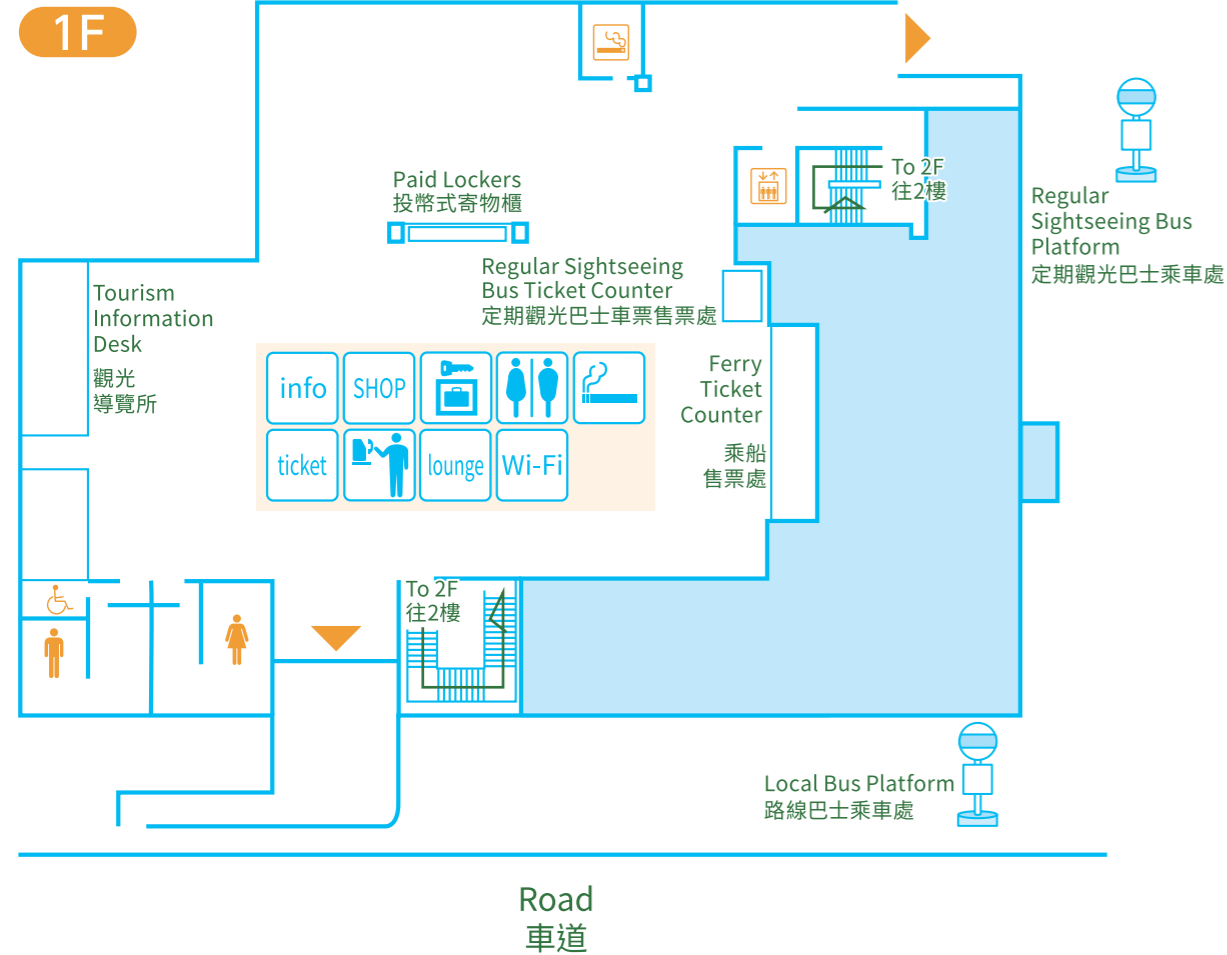 1F
Paid Lockers
投幣式寄物櫃
To 2F
往2樓
Regular
Sightseeing Bus
Platform
定期觀光巴士乘車處
Regular Sightseeing
Bus Ticket Counter
定期觀光巴士車票售票處
Tourism
Information
Desk
觀光
導覽所
info
SHOP
ticket
lounge
Wi-Fi
Ferry
Ticket
Counter
乘船
售票處
To 2F
往2樓
Local Bus Platform
路線巴士乘車處
Road
車道